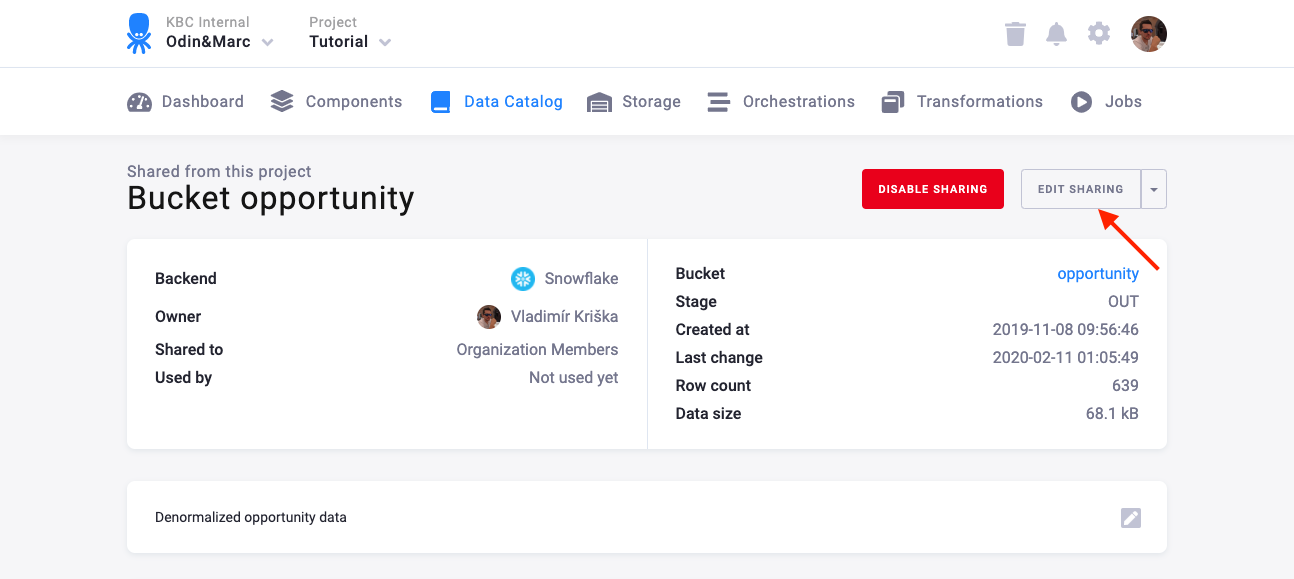 KBC Internal
Odin&Marc
Project
Tutorial
Dashboard
Components
Data Catalog
Storage
Orchestrations
Transformations
Jobs
Shared from this project
Bucket opportunity
DISABLE SHARING
EDIT SHARING
Backend Snowflake
Owner Vladimír Kriška
Shared to Organization Members
Used by Not used yet
Bucket opportunity
Stage OUT
Created at 2019-11-08 09:56:46
Last change 2020-02-11 01:05:49
Row count 639
Data size 68.1 kB
Denormalized opportunity data